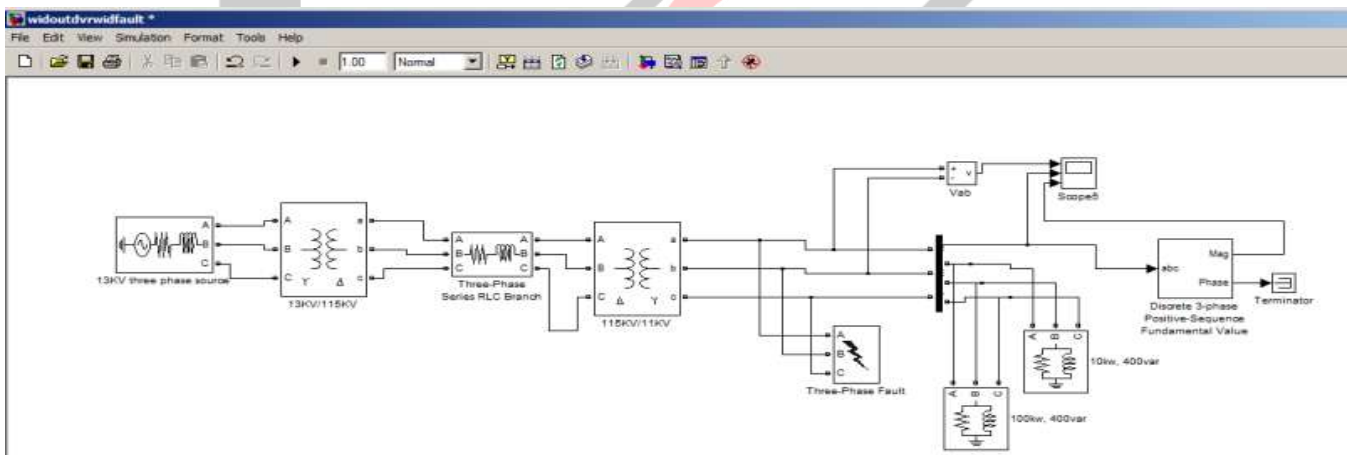 widoutdvrwidfault *
File Edit View Simulation Format Tools Help
1.00 Normal
+ - v
Vab
Scope5
A B C
13KV three phase source
A B C a b c
Y Δ
13KV/115KV
A B C A B C
Three-Phase
Series RLC Branch
A B C a b c
Δ Y
115KV/11KV
A B C
Three-Phase Fault
abc Mag Phase
Discrete 3-phase
Positive-Sequence
Fundamental Value
Terminator
A B C
10kw, 400var
A B C
100kw, 400var